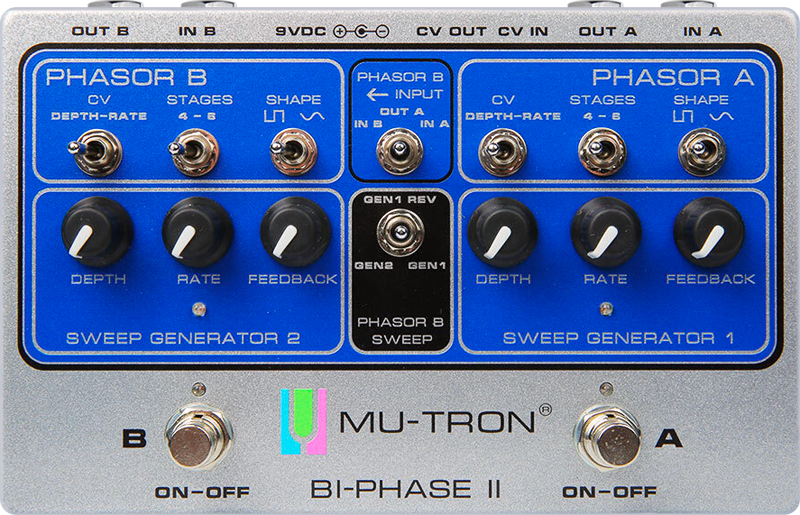 OUT B IN B 9VDC CV OUT CV IN OUT A IN A
PHASOR B
CV STAGES SHAPE
DEPTH-RATE 4 - 6
PHASOR B
← INPUT
OUT A
IN B IN A
PHASOR A
CV STAGES SHAPE
DEPTH-RATE 4 - 6
DEPTH RATE FEEDBACK
SWEEP GENERATOR 2
GEN1 REV
GEN2 GEN1
PHASOR B
SWEEP
DEPTH RATE FEEDBACK
SWEEP GENERATOR 1
B MU-TRON® A
ON-OFF BI-PHASE II ON-OFF